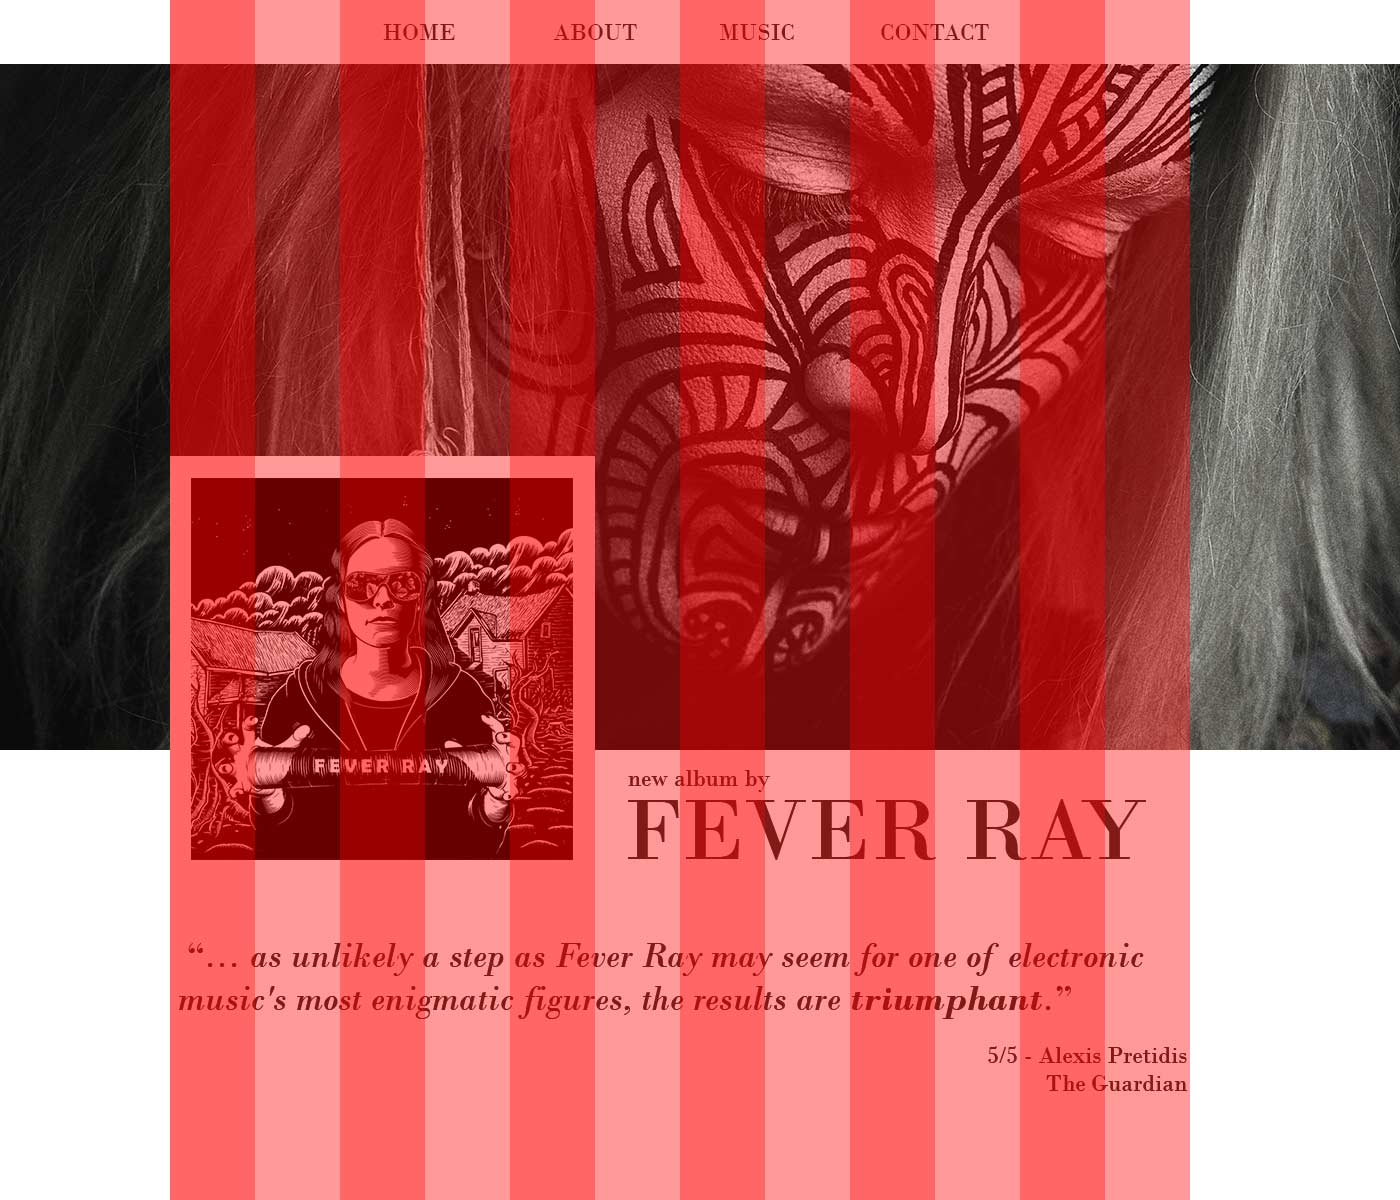 HOME ABOUT MUSIC CONTACT
FEVER RAY
new album by
FEVER RAY
“... as unlikely a step as Fever Ray may seem for one of electronic
music's most enigmatic figures, the results are triumphant.”
5/5 - Alexis Pretidis
The Guardian